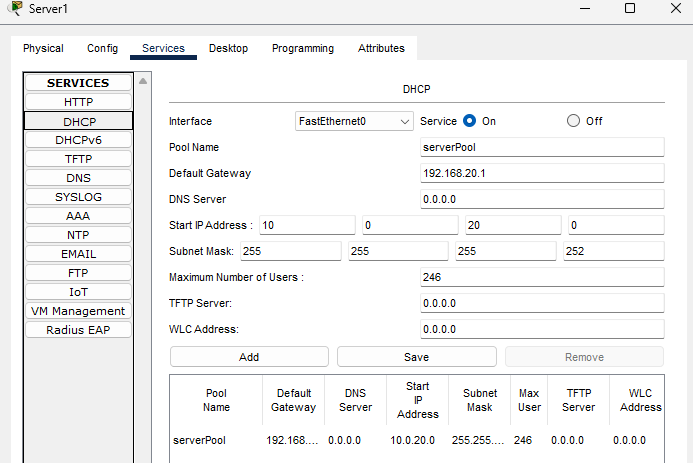 Server1
Physical Config Services Desktop Programming Attributes
SERVICES
HTTP
DHCP
DHCPv6
TFTP
DNS
SYSLOG
AAA
NTP
EMAIL
FTP
IoT
VM Management
Radius EAP
DHCP
Interface FastEthernet0 Service On Off
Pool Name serverPool
Default Gateway 192.168.20.1
DNS Server 0.0.0.0
Start IP Address : 10 0 20 0
Subnet Mask: 255 255 255 252
Maximum Number of Users : 246
TFTP Server: 0.0.0.0
WLC Address: 0.0.0.0
Add Save Remove
Pool Name Default Gateway DNS Server Start IP Address Subnet Mask Max User TFTP Server WLC Address
serverPool 192.168.... 0.0.0.0 10.0.20.0 255.255.... 246 0.0.0.0 0.0.0.0